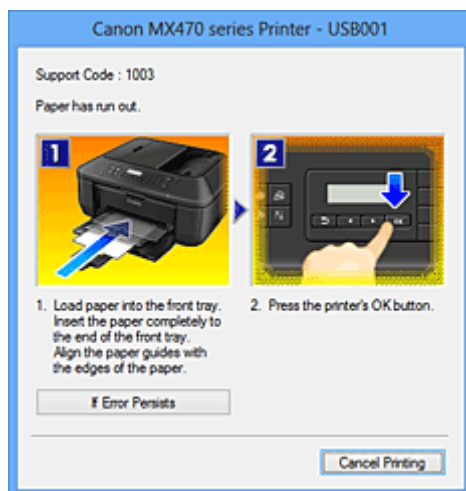 Canon MX470 series Printer - USB001
Support Code : 1003
Paper has run out.
1
2
1. Load paper into the front tray.
Insert the paper completely to
the end of the front tray.
Align the paper guides with
the edges of the paper.
2. Press the printer's OK button.
If Error Persists
Cancel Printing